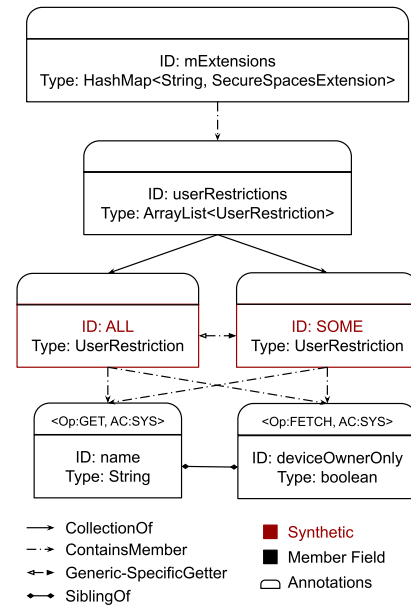 ID: mExtensions
Type: HashMap<String, SecureSpacesExtension>
ID: userRestrictions
Type: ArrayList<UserRestriction>
ID: ALL
Type: UserRestriction
ID: SOME
Type: UserRestriction
<Op:GET, AC:SYS>
ID: name
Type: String
<Op:FETCH, AC:SYS>
ID: deviceOwnerOnly
Type: boolean
CollectionOf
ContainsMember
Generic-SpecificGetter
SiblingOf
Synthetic
Member Field
Annotations